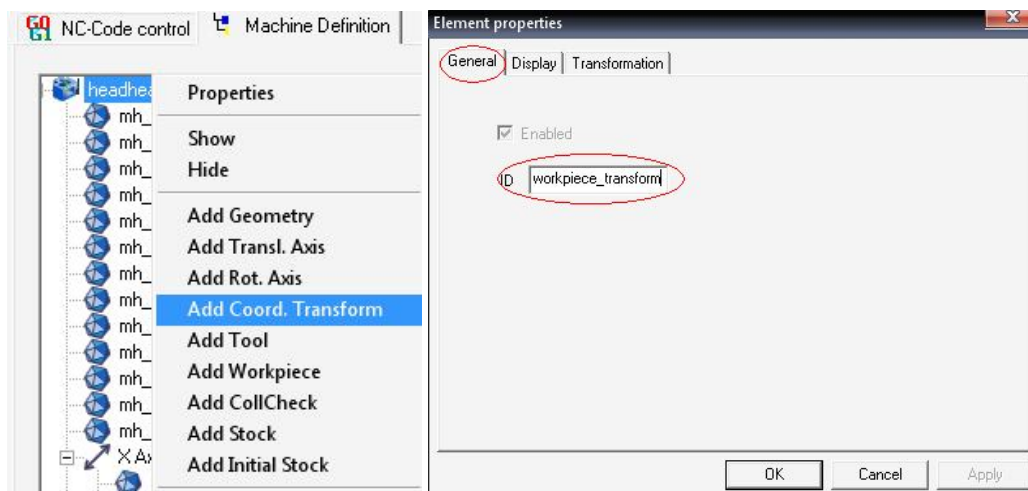 NC-Code control
Machine Definition
headhea
mh_
mh_
mh_
mh_
mh_
mh_
mh_
mh_
mh_
mh_
mh_
mh_
mh_
X Ax
Properties
Show
Hide
Add Geometry
Add Transl. Axis
Add Rot. Axis
Add Coord. Transform
Add Tool
Add Workpiece
Add CollCheck
Add Stock
Add Initial Stock
Element properties
General Display Transformation
Enabled
ID workpiece_transform
OK Cancel Apply